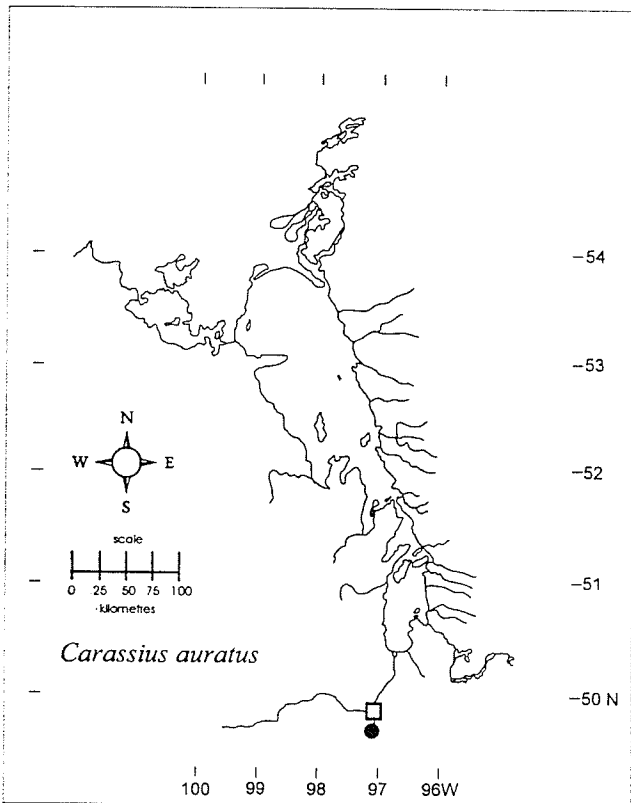 –54
–53
N
W E
S
–52
scale
0 25 50 75 100
kilometres
–51
Carassius auratus
–50 N
100 99 98 97 96W